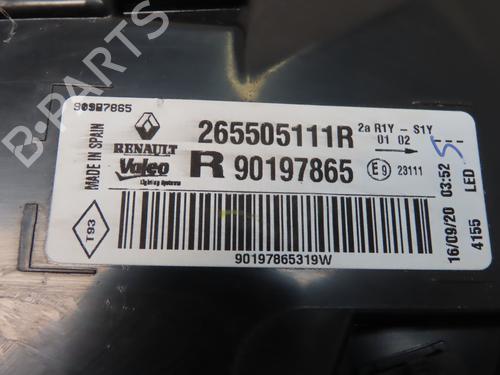 B-PARTS
90197865
MADE IN SPAIN
RENAULT
Valeo
Lighting Systems
265505111R
R 90197865
2a R1Y - S1Y
01 02
E9 23111
T93
90197865319W
16/09/20 03:52
4155 LED
5